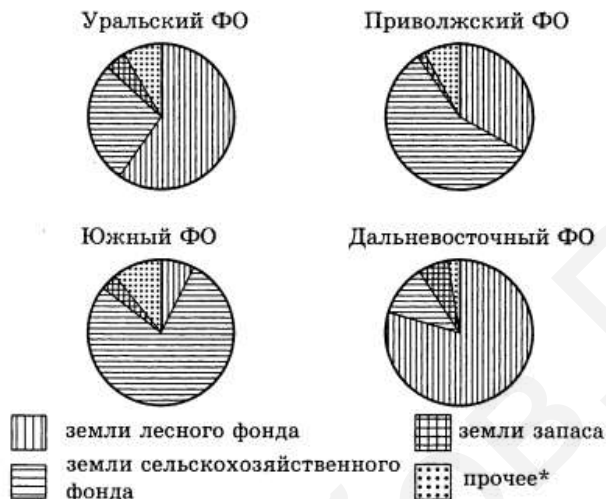 Уральский ФО
Приволжский ФО
Южный ФО
Дальневосточный ФО
земли лесного фонда
земли запаса
земли сельскохозяйственного
фонда
прочее*